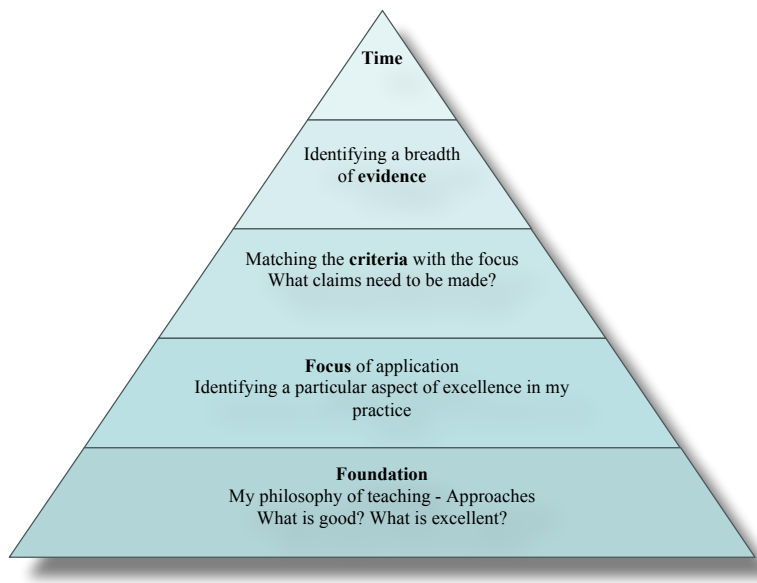 Time
Identifying a breadth
of evidence
Matching the criteria with the focus
What claims need to be made?
Focus of application
Identifying a particular aspect of excellence in my
practice
Foundation
My philosophy of teaching - Approaches
What is good? What is excellent?